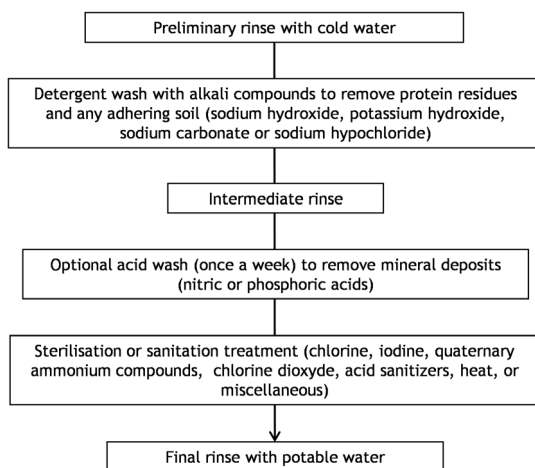 Preliminary rinse with cold water
Detergent wash with alkali compounds to remove protein residues
and any adhering soil (sodium hydroxide, potassium hydroxide,
sodium carbonate or sodium hypochloride)
Intermediate rinse
Optional acid wash (once a week) to remove mineral deposits
(nitric or phosphoric acids)
Sterilisation or sanitation treatment (chlorine, iodine, quaternary
ammonium compounds,  chlorine dioxyde, acid sanitizers, heat, or
miscellaneous)
Final rinse with potable water